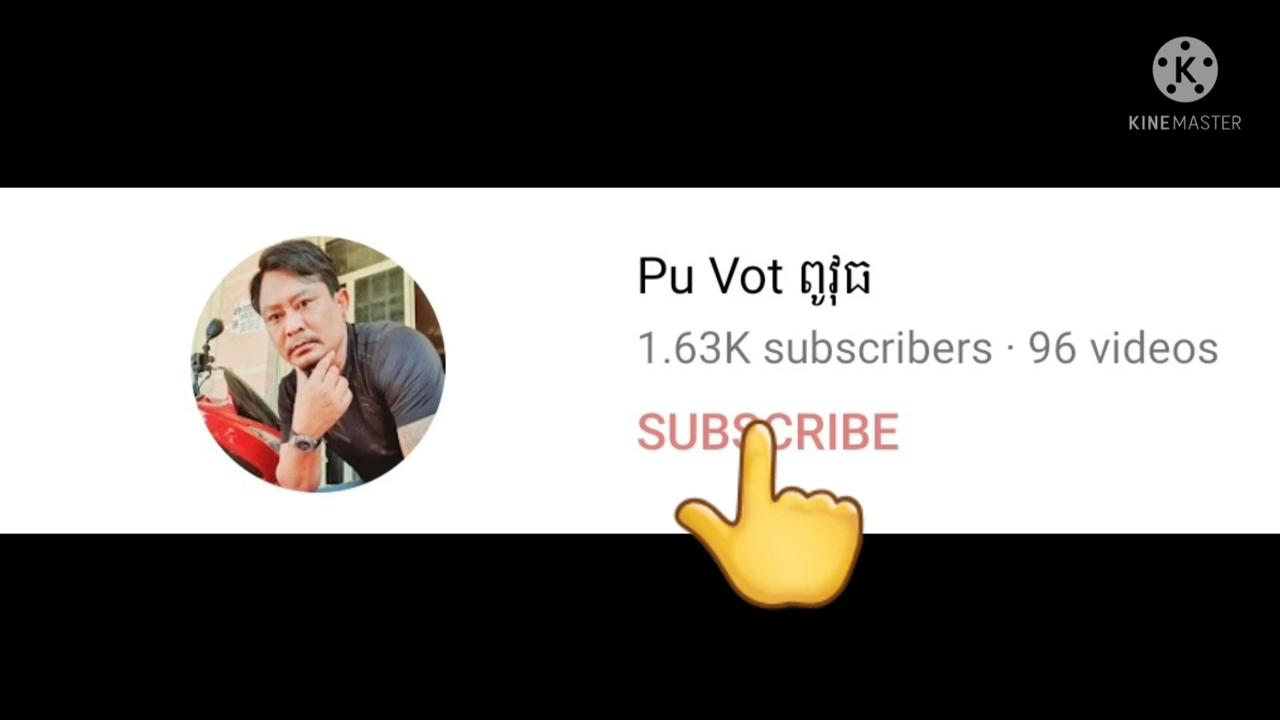 K
KINEMASTER
Pu Vot ពូវុធ
1.63K subscribers · 96 videos
SUBSCRIBE